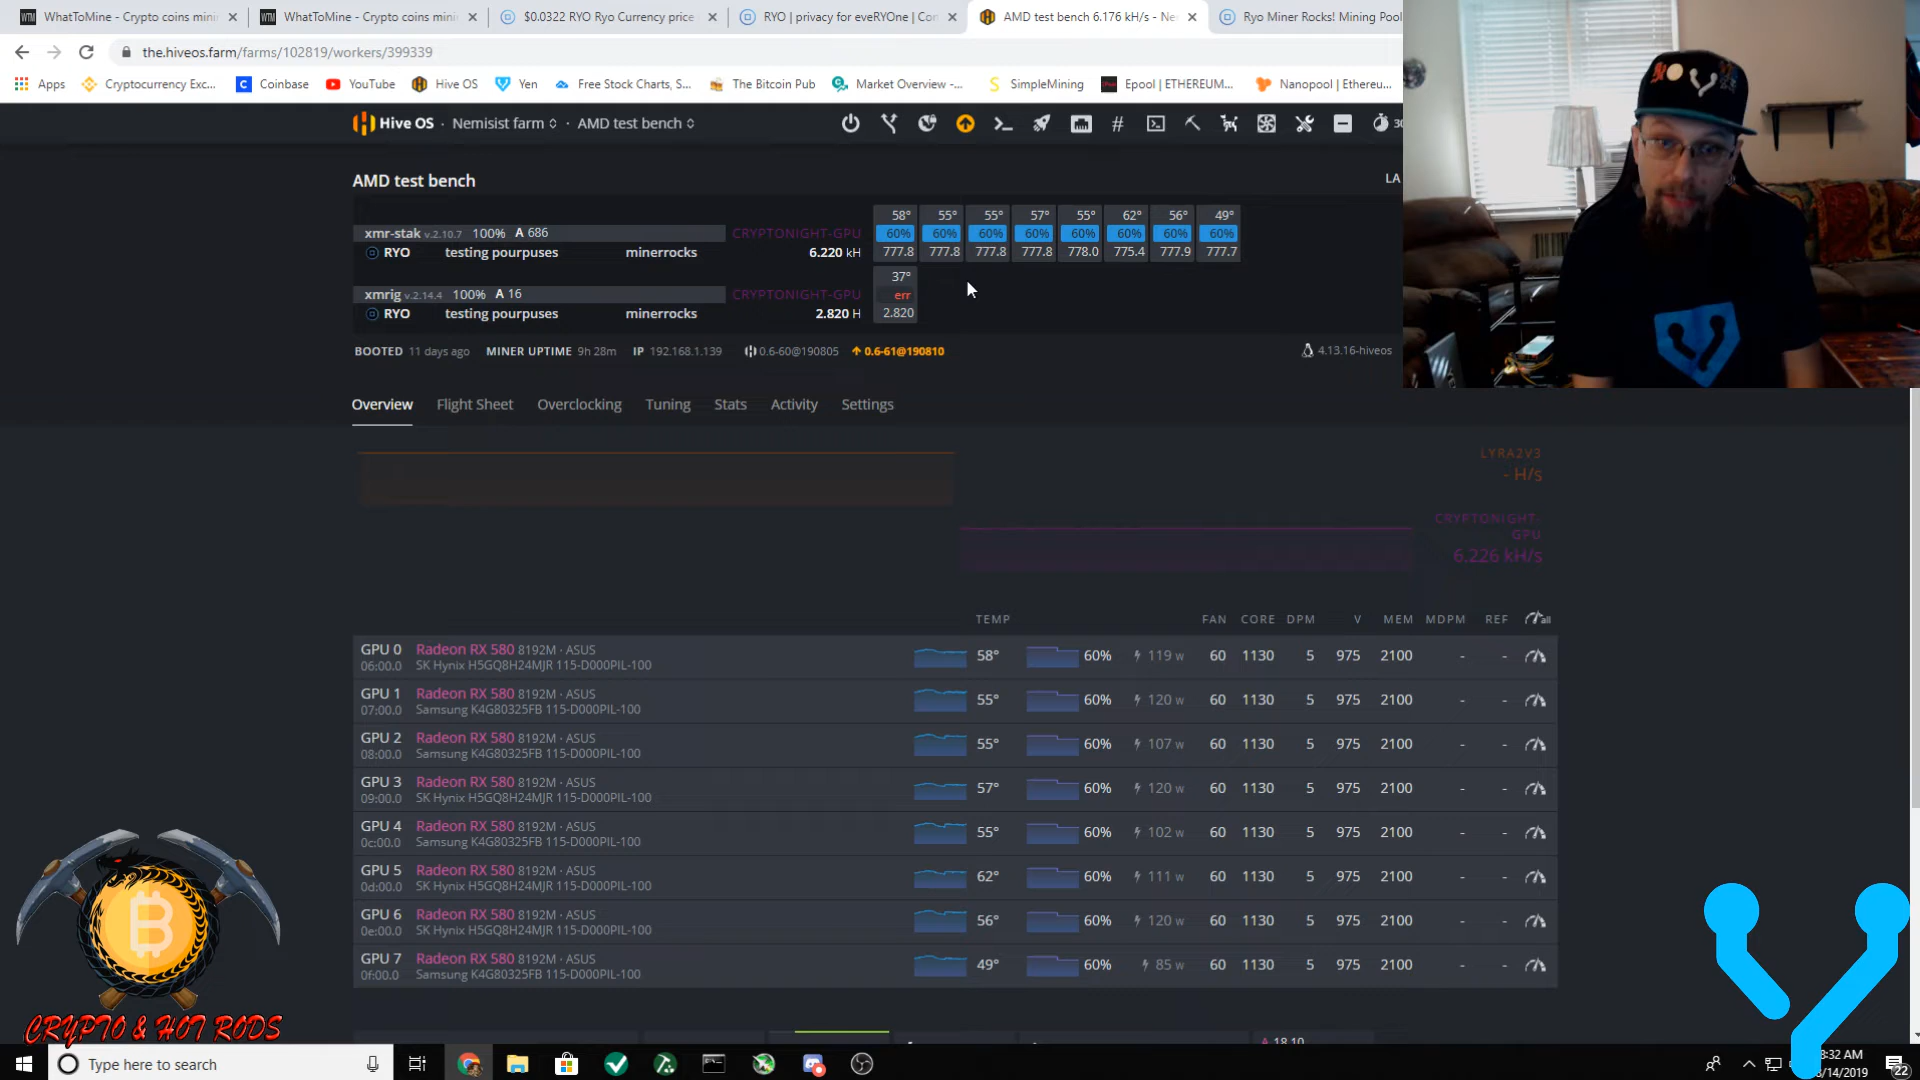 WhatToMine - Crypto coins mini
WhatToMine - Crypto coins minin
$0.0322 RYO Ryo Currency price
RYO | privacy for eveRYOne | Con
AMD test bench 6.176 kH/s - Ne
Ryo Miner Rocks! Mining Pool
the.hiveos.farm/farms/102819/workers/399339
Apps
Cryptocurrency Exc...
Coinbase
YouTube
Hive OS
Yen
Free Stock Charts, S...
The Bitcoin Pub
Market Overview -...
SimpleMining
Epool | ETHEREUM...
Nanopool | Ethereu...
Hive OS · Nemisist farm · AMD test bench
30
AMD test bench
LA
xmr-stak v.2.10.7 100% A 686 CRYPTONIGHT-GPU
RYO testing pourpuses minerrocks 6.220 kH
58° 55° 55° 57° 55° 62° 56° 49°
60% 60% 60% 60% 60% 60% 60% 60%
777.8 777.8 777.8 777.8 778.0 775.4 777.9 777.7
xmrig v.2.14.4 100% A 16 CRYPTONIGHT-GPU
RYO testing pourpuses minerrocks 2.820 H
37°
err
2.820
BOOTED 11 days ago MINER UPTIME 9h 28m IP 192.168.1.139 0.6-60@190805 0.6-61@190810
4.13.16-hiveos
Overview Flight Sheet Overclocking Tuning Stats Activity Settings
LYRA2V3
- H/s
CRYPTONIGHT-
GPU
6.226 kH/s
TEMP FAN CORE DPM V MEM MDPM REF all
GPU 0 Radeon RX 580 8192M · ASUS 58° 60% 119 w 60 1130 5 975 2100 - -
06:00.0 SK Hynix H5GQ8H24MJR 115-D000PIL-100
GPU 1 Radeon RX 580 8192M · ASUS 55° 60% 120 w 60 1130 5 975 2100 - -
07:00.0 Samsung K4G80325FB 115-D000PIL-100
GPU 2 Radeon RX 580 8192M · ASUS 55° 60% 107 w 60 1130 5 975 2100 - -
08:00.0 Samsung K4G80325FB 115-D000PIL-100
GPU 3 Radeon RX 580 8192M · ASUS 57° 60% 120 w 60 1130 5 975 2100 - -
09:00.0 SK Hynix H5GQ8H24MJR 115-D000PIL-100
GPU 4 Radeon RX 580 8192M · ASUS 55° 60% 102 w 60 1130 5 975 2100 - -
0c:00.0 Samsung K4G80325FB 115-D000PIL-100
GPU 5 Radeon RX 580 8192M · ASUS 62° 60% 111 w 60 1130 5 975 2100 - -
0d:00.0 SK Hynix H5GQ8H24MJR 115-D000PIL-100
GPU 6 Radeon RX 580 8192M · ASUS 56° 60% 120 w 60 1130 5 975 2100 - -
0e:00.0 SK Hynix H5GQ8H24MJR 115-D000PIL-100
GPU 7 Radeon RX 580 8192M · ASUS 49° 60% 85 w 60 1130 5 975 2100 - -
0f:00.0 Samsung K4G80325FB 115-D000PIL-100
A 18.10
CRYPTO & HOT RODS
Type here to search
:32 AM
/14/2019
22